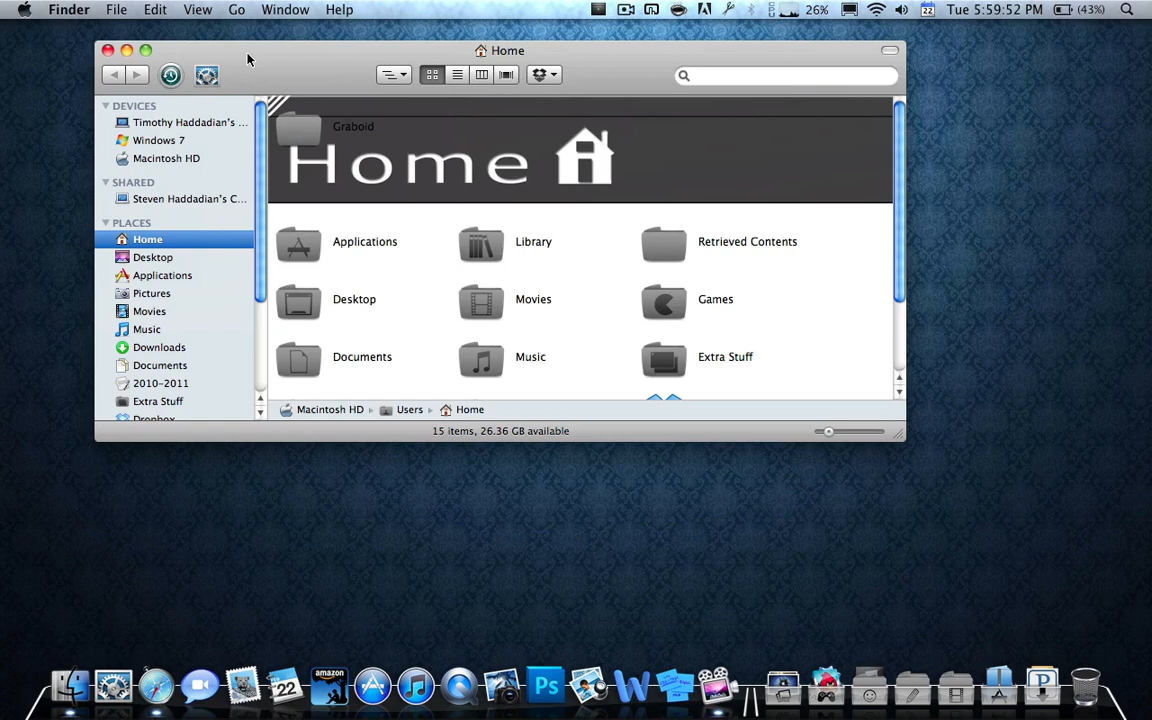 Finder File Edit View Go Window Help 26% 22 Tue 5:59:52 PM (43%)
Home
DEVICES
Timothy Haddadian's ...
Windows 7
Macintosh HD
SHARED
Steven Haddadian's C...
PLACES
Home
Desktop
Applications
Pictures
Movies
Music
Downloads
Documents
2010-2011
Extra Stuff
Dropbox
Graboid
Home
Applications Library Retrieved Contents
Desktop Movies Games
Documents Music Extra Stuff
Macintosh HD Users Home
15 items, 26.36 GB available
22 amazon Ps W